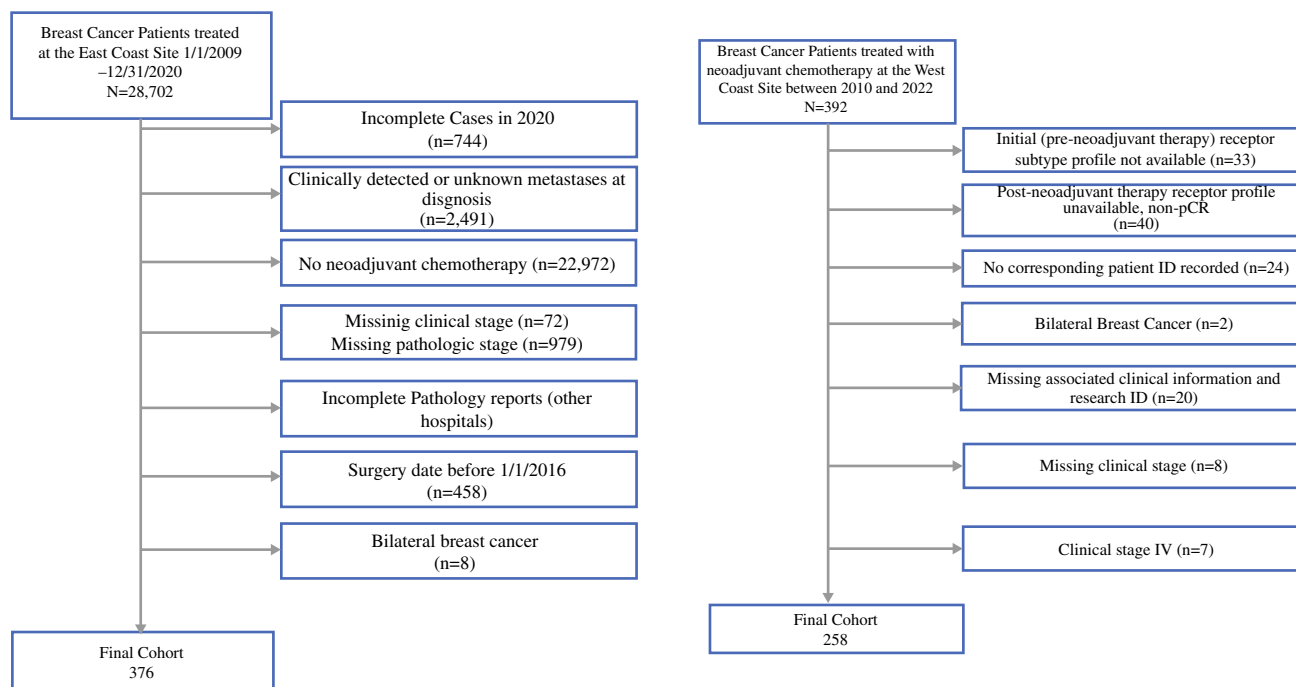 Breast Cancer Patients treated
at the East Coast Site 1/1/2009
–12/31/2020
N=28,702
Incomplete Cases in 2020
(n=744)
Clinically detected or unknown metastases at
disgnosis
(n=2,491)
No neoadjuvant chemotherapy (n=22,972)
Missinig clinical stage (n=72)
Missing pathologic stage (n=979)
Incomplete Pathology reports (other
hospitals)
Surgery date before 1/1/2016
(n=458)
Bilateral breast cancer
(n=8)
Final Cohort
376
Breast Cancer Patients treated with
neoadjuvant chemotherapy at the West
Coast Site between 2010 and 2022
N=392
Initial (pre-neoadjuvant therapy) receptor
subtype profile not available (n=33)
Post-neoadjuvant therapy receptor profile
unavailable, non-pCR
(n=40)
No corresponding patient ID recorded (n=24)
Bilateral Breast Cancer (n=2)
Missing associated clinical information and
research ID (n=20)
Missing clinical stage (n=8)
Clinical stage IV (n=7)
Final Cohort
258